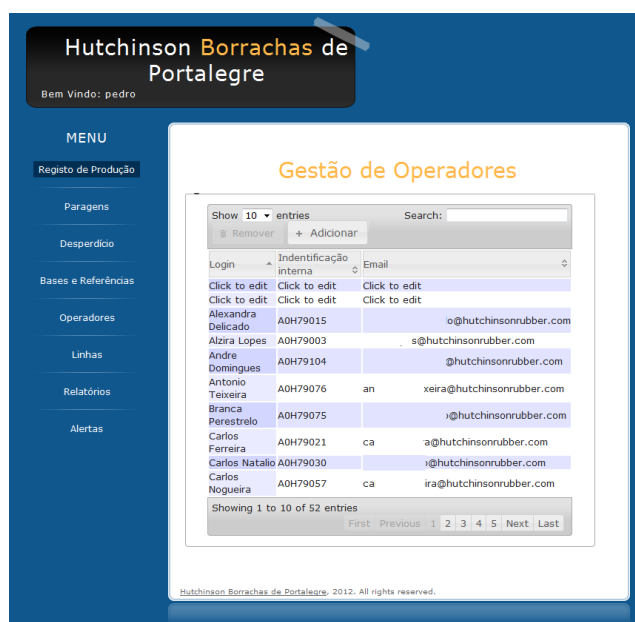 Hutchinson Borrachas de
Portalegre
Bem Vindo: pedro
MENU
Registo de Produção
Paragens
Desperdício
Bases e Referências
Operadores
Linhas
Relatórios
Alertas
Gestão de Operadores
Show 10 entries Search:
Remover + Adicionar
Login Indentificação interna Email
Click to edit Click to edit Click to edit
Click to edit Click to edit Click to edit
Alexandra Delicado A0H79015 o@hutchinsonrubber.com
Alzira Lopes A0H79003 s@hutchinsonrubber.com
Andre Domingues A0H79104 @hutchinsonrubber.com
Antonio Teixeira A0H79076 an xeira@hutchinsonrubber.com
Branca Perestrelo A0H79075 @hutchinsonrubber.com
Carlos Ferreira A0H79021 ca a@hutchinsonrubber.com
Carlos Natalio A0H79030 @hutchinsonrubber.com
Carlos Nogueira A0H79057 ca ira@hutchinsonrubber.com
Showing 1 to 10 of 52 entries
First Previous 1 2 3 4 5 Next Last
Hutchinson Borrachas de Portalegre, 2012. All rights reserved.